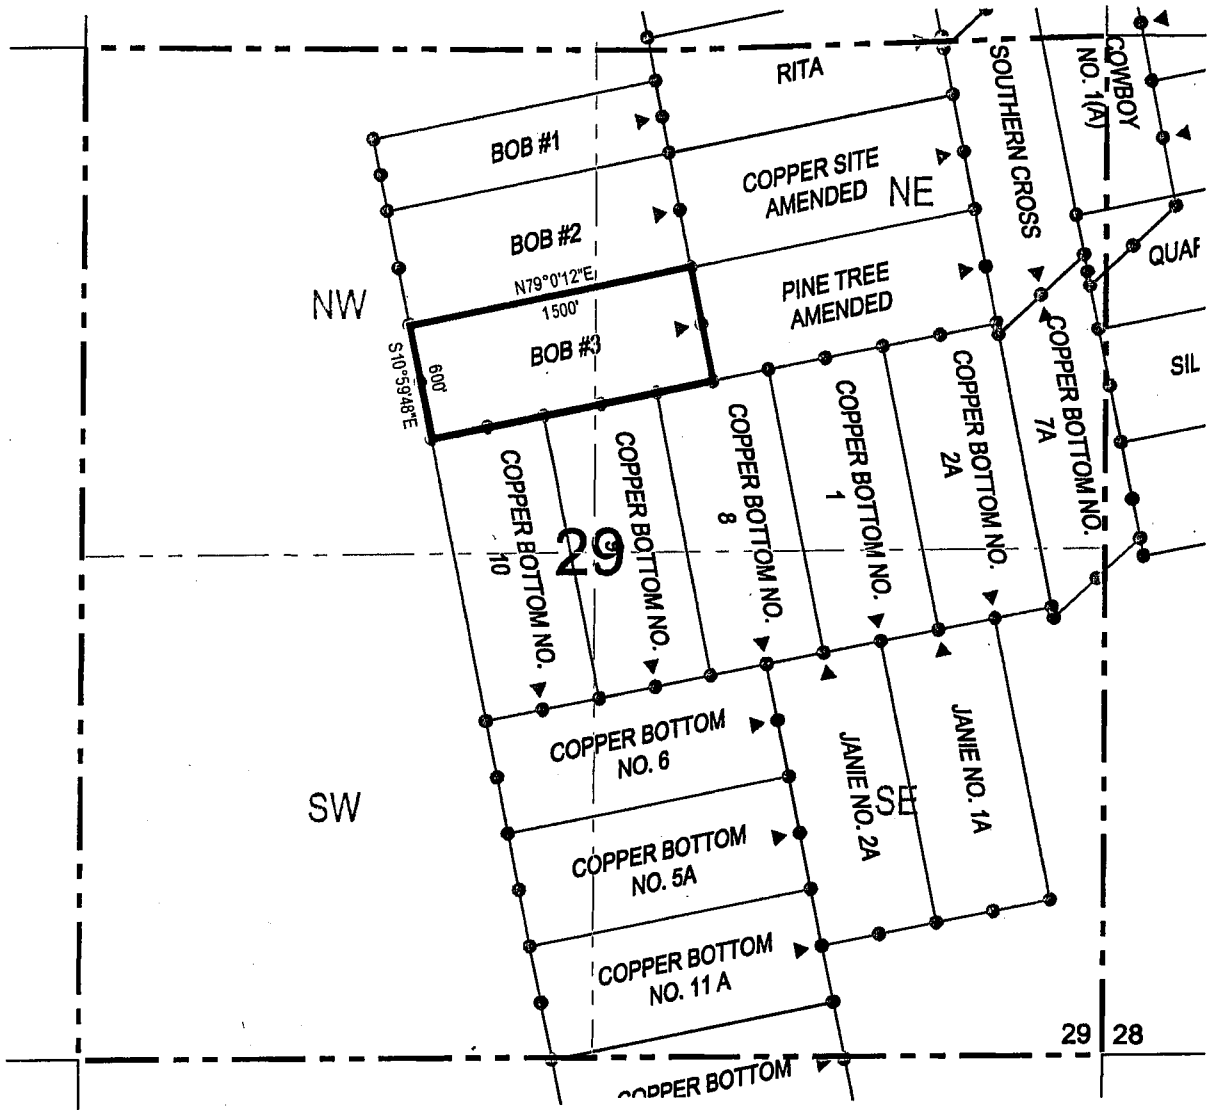 RITA
SOUTHERN CROSS
COWBOY
NO. 1(A)
BOB #1
COPPER SITE
AMENDED
NE
BOB #2
QUAR
N79°0'12"E
1500'
NW
PINE TREE
AMENDED
BOB #3
600'
S10°59'48"E
SIL
COPPER BOTTOM NO.
7A
COPPER BOTTOM NO.
2A
COPPER BOTTOM NO.
1
COPPER BOTTOM NO.
8
COPPER BOTTOM NO.
COPPER BOTTOM NO.
10
29
COPPER BOTTOM
NO. 6
JANIE NO. 2A
JANIE NO. 1A
SW
SE
COPPER BOTTOM
NO. 5A
COPPER BOTTOM
NO. 11 A
29 28
COPPER BOTTOM